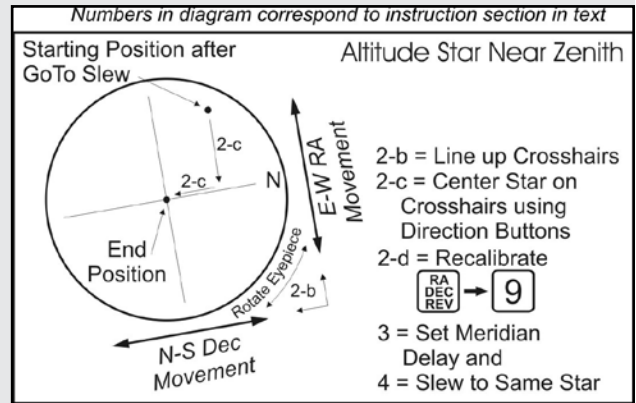 Numbers in diagram correspond to instruction section in text
Starting Position after
GoTo Slew
Altitude Star Near Zenith
2-c
2-c
N
E-W RA
Movement
End
Position
Rotate Eyepiece
2-b
N-S Dec
Movement
2-b = Line up Crosshairs
2-c = Center Star on
Crosshairs using
Direction Buttons
2-d = Recalibrate
RA
DEC
REV
9
3 = Set Meridian
Delay and
4 = Slew to Same Star